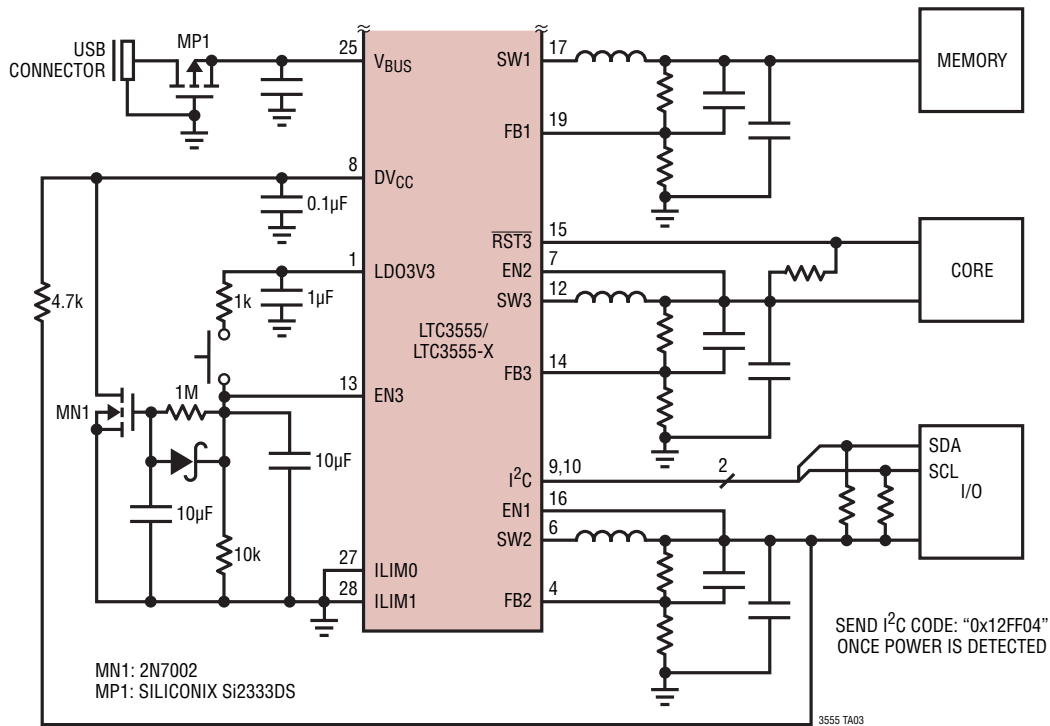 USB
CONNECTOR
MP1
25
VBUS
SW1
17
MEMORY
FB1
19
8
DVCC
0.1µF
RST3
15
EN2
7
CORE
1
LDO3V3
SW3
12
4.7k
1k
1µF
LTC3555/
LTC3555-X
FB3
14
13
EN3
1M
MN1
10µF
10µF
SDA
SCL
I/O
I2C
9,10
2
EN1
16
SW2
6
10k
27
ILIM0
28
ILIM1
FB2
4
SEND I2C CODE: “0x12FF04”
ONCE POWER IS DETECTED
MN1: 2N7002
MP1: SILICONIX Si2333DS
3555 TA03